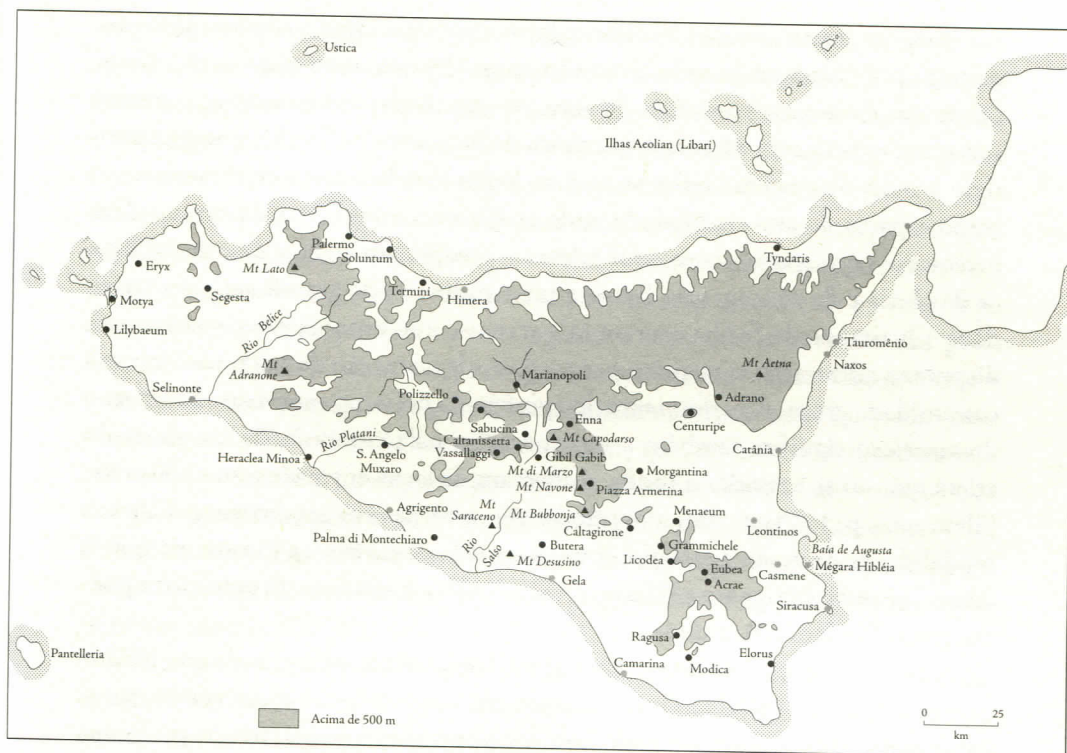 Ustica
Ilhas Aeolian (Libari)
Palermo
Soluntum
Tyndaris
Eryx
Mt Lato
Termini
Himera
Motya
Segesta
Lilybaeum
Rio Belice
Tauromênio
Naxos
Mt
Adranone
Marianopoli
Mt Aetna
Selinonte
Polizzello
Adrano
Sabucina
Enna
Centuripe
Rio Platani
Caltanissetta
Mt Capodarso
Heraclea Minoa
S. Angelo
Muxaro
Vassallaggi
Gibil Gabib
Catânia
Mt di Marzo
Morgantina
Mt Navone
Piazza Armerina
Agrigento
Mt
Saraceno
Mt Bubbonja
Menaeum
Caltagirone
Leontinos
Palma di Montechiaro
Rio
Salso
Butera
Grammichele
Baía de Augusta
Mt Desusino
Licodea
Eubea
Casmene
Mégara Hibléia
Gela
Acrae
Siracusa
Ragusa
Pantelleria
Camarina
Modica
Elorus
Acima de 500 m
0 25
km